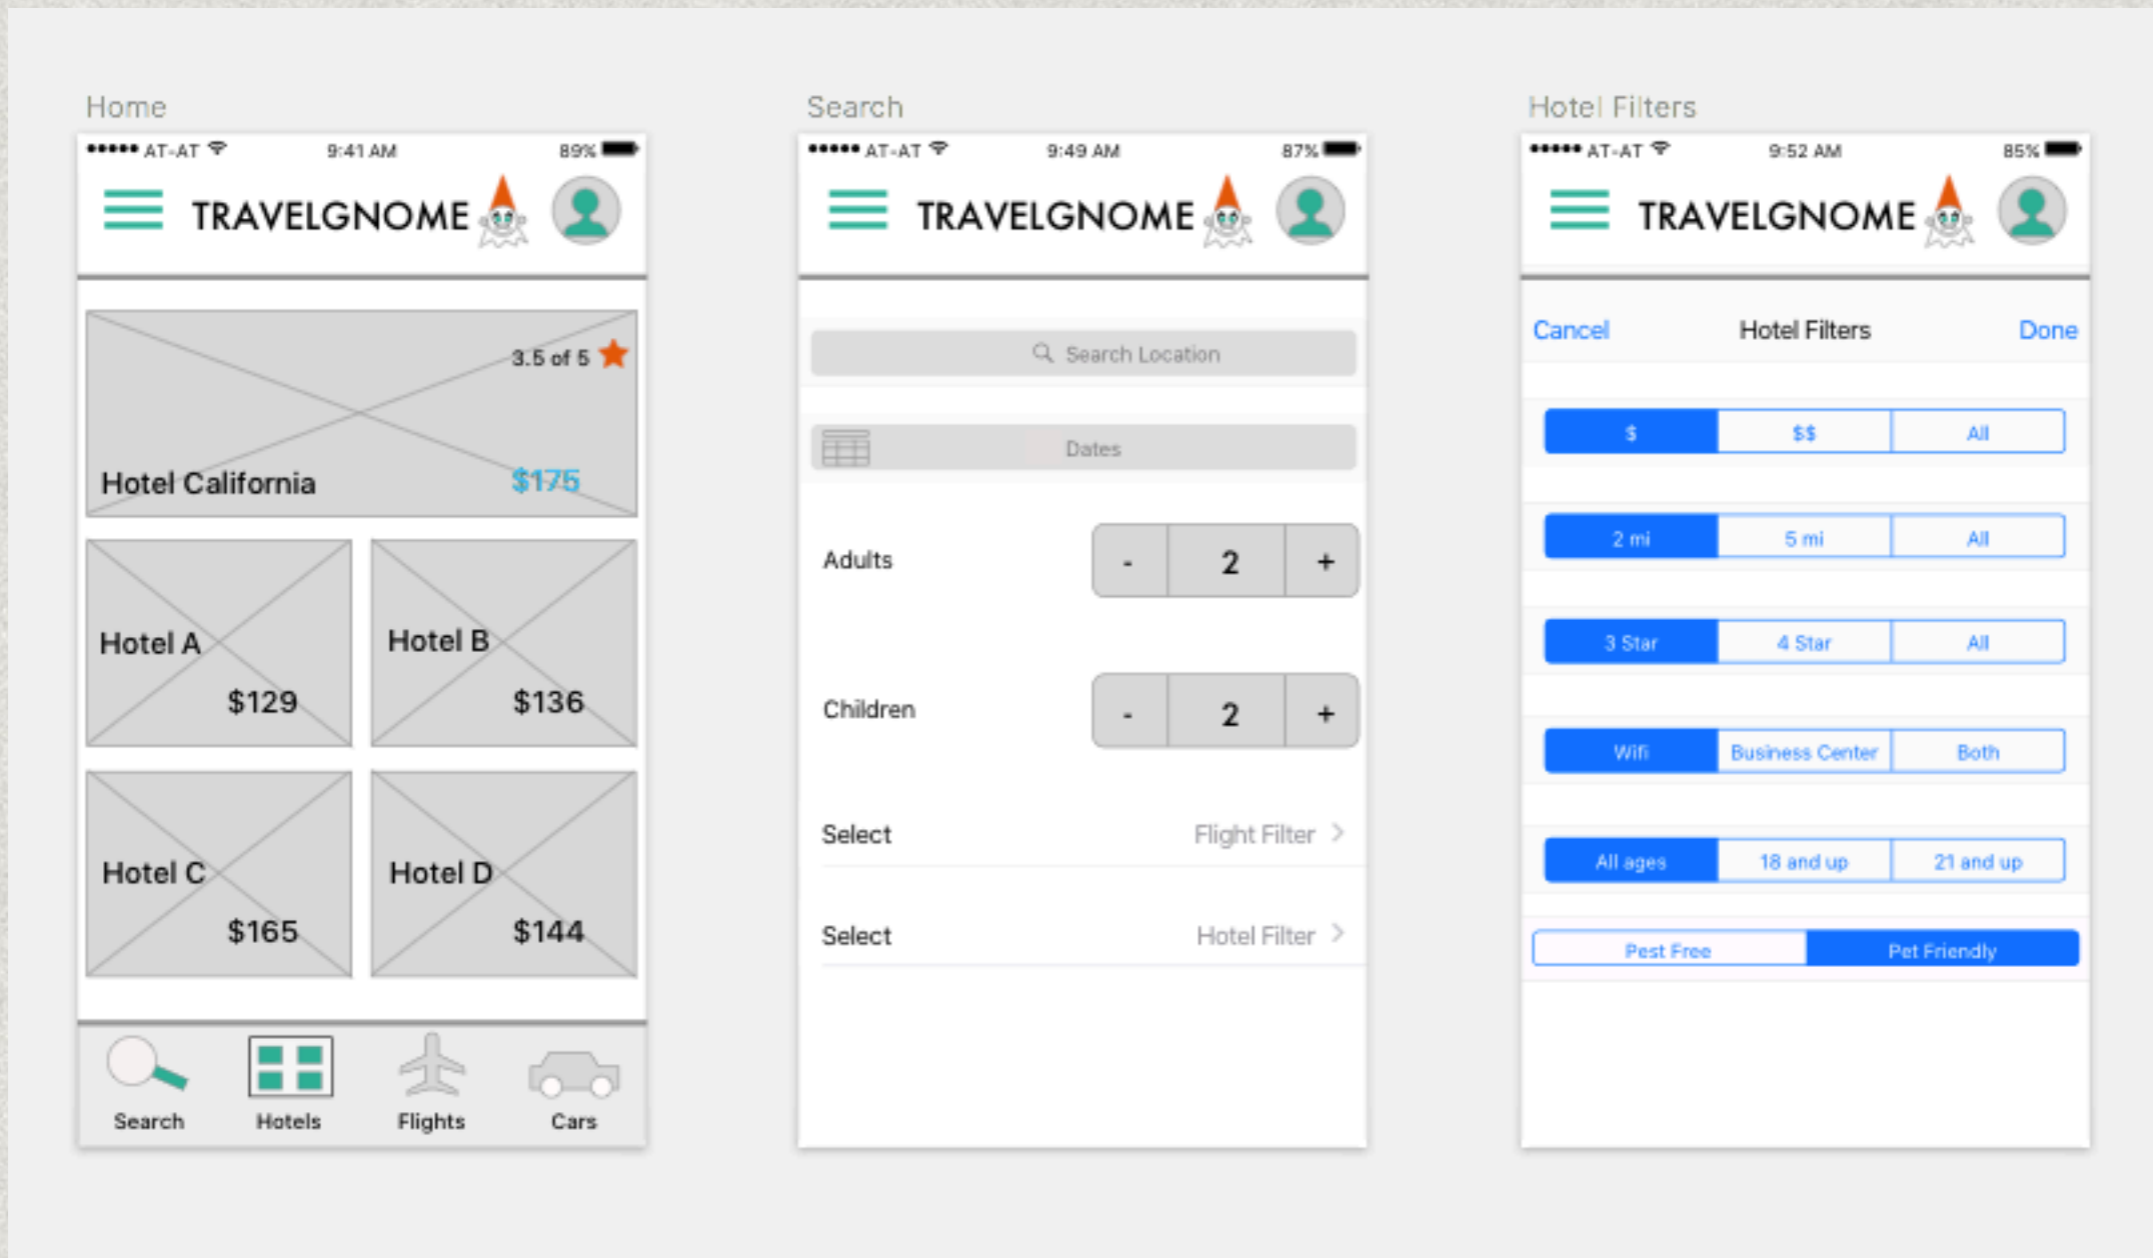 Home
AT-AT 9:41 AM 89%
TRAVELGNOME
3.5 of 5
Hotel California $175
Hotel A
$129
Hotel B
$136
Hotel C
$165
Hotel D
$144
Search Hotels Flights Cars
Search
AT-AT 9:49 AM 87%
TRAVELGNOME
Search Location
Dates
Adults - 2 +
Children - 2 +
Select Flight Filter >
Select Hotel Filter >
Hotel Filters
AT-AT 9:52 AM 85%
TRAVELGNOME
Cancel Hotel Filters Done
$ $$ All
2 mi 5 mi All
3 Star 4 Star All
Wifi Business Center Both
All ages 18 and up 21 and up
Pest Free Pet Friendly